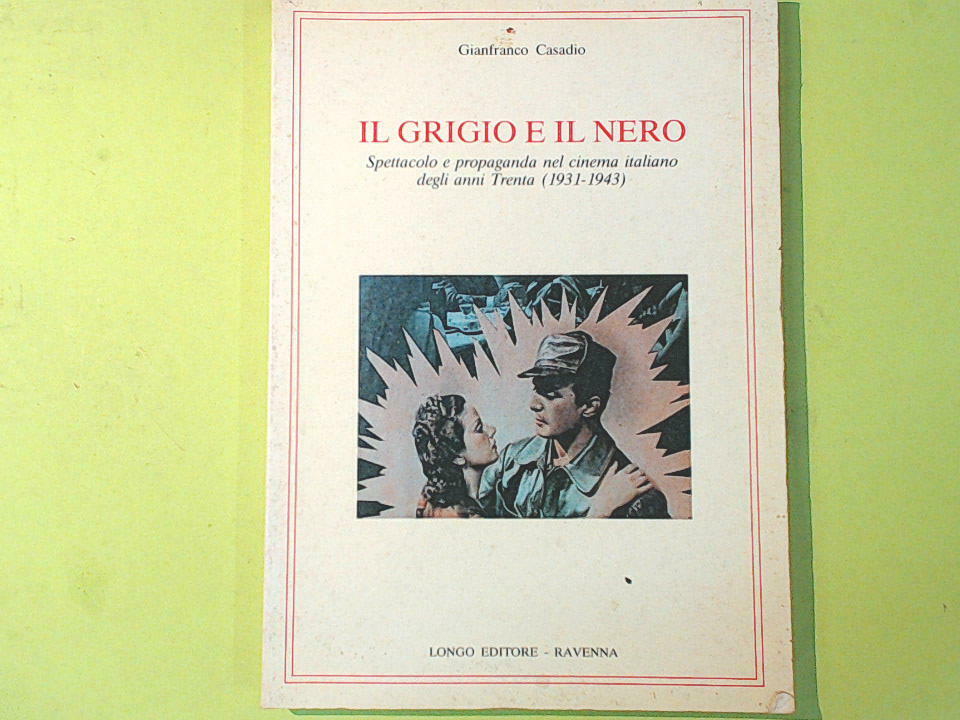 Gianfranco Casadio
IL GRIGIO E IL NERO
Spettacolo e propaganda nel cinema italiano
degli anni Trenta (1931-1943)
LONGO EDITORE - RAVENNA